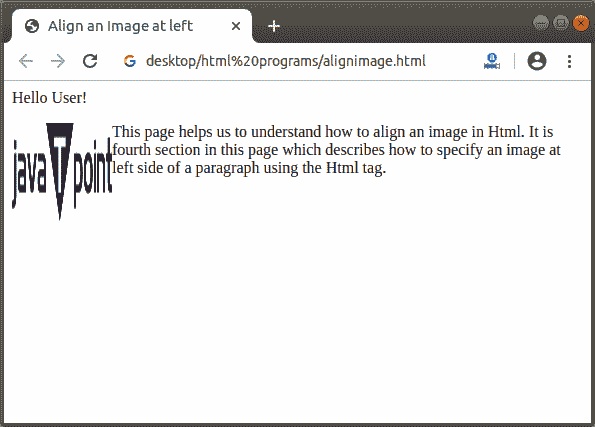 Align an Image at left
desktop/html%20programs/alignimage.html
Hello User!
javaTpoint
This page helps us to understand how to align an image in Html. It is
fourth section in this page which describes how to specify an image at
left side of a paragraph using the Html tag.